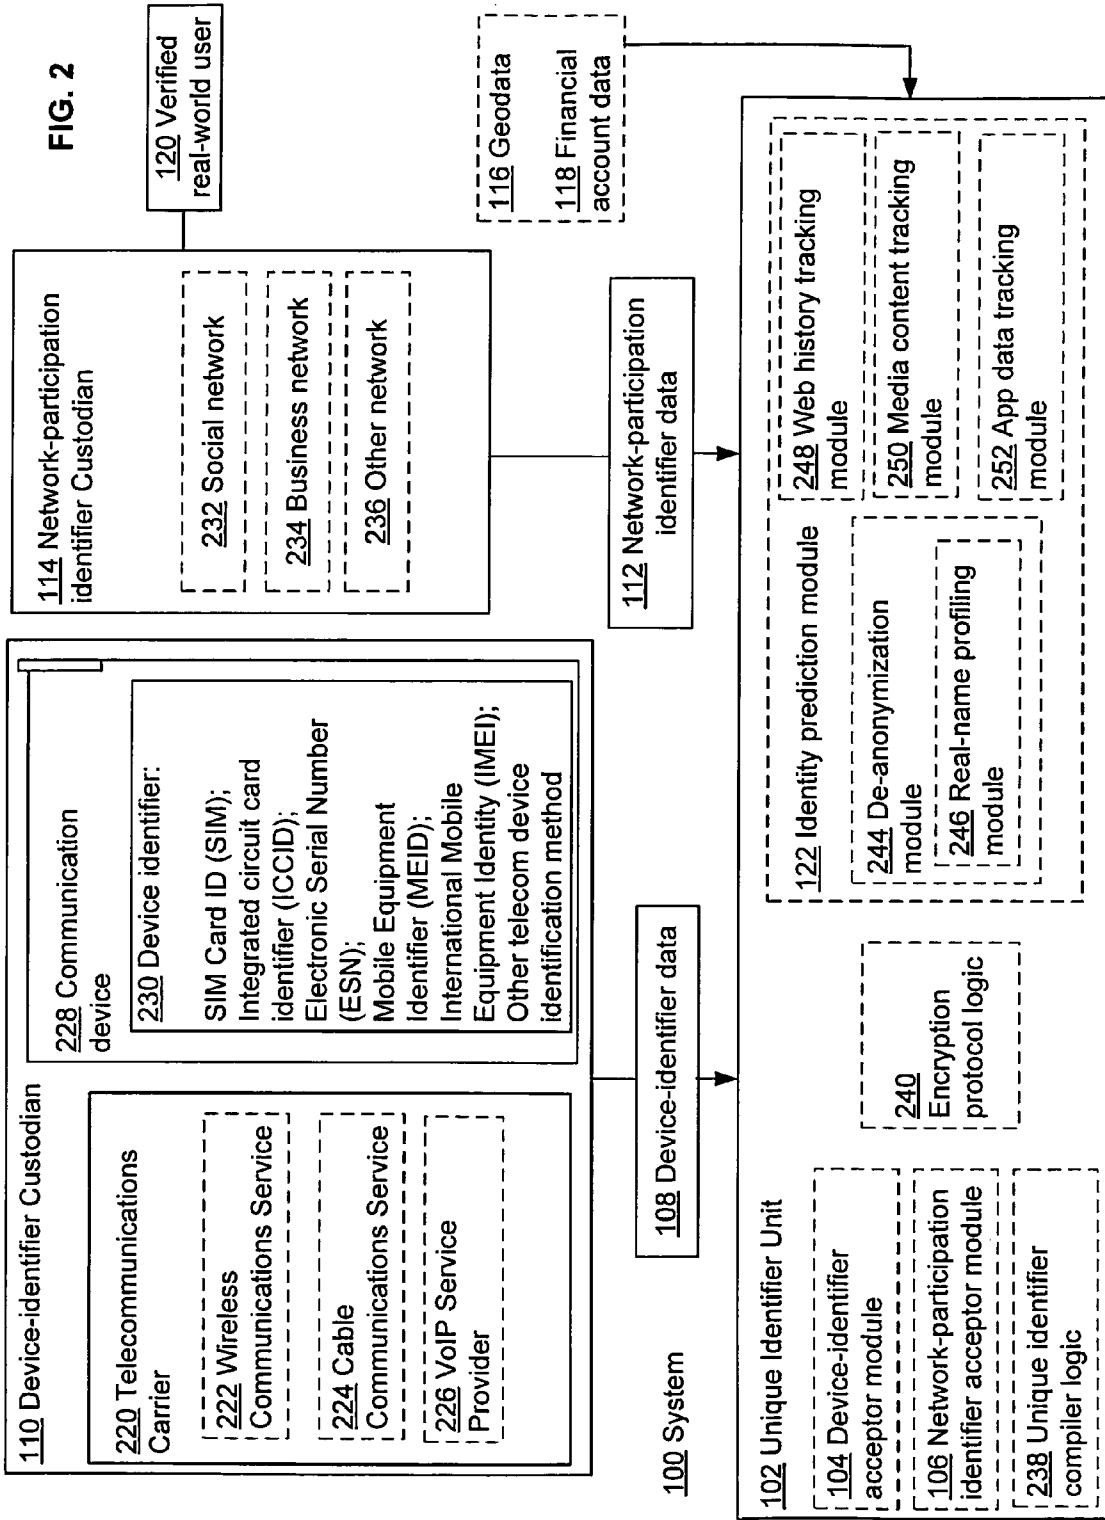 FIG. 2
110 Device-identifier Custodian
220 Telecommunications
Carrier
222 Wireless
Communications Service
224 Cable
Communications Service
226 VoIP Service
Provider
228 Communication
device
230 Device identifier:
SIM Card ID (SIM);
Integrated circuit card
identifier (ICCID);
Electronic Serial Number
(ESN);
Mobile Equipment
Identifier (MEID);
International Mobile
Equipment Identity (IMEI);
Other telecom device
identification method
114 Network-participation
identifier Custodian
232 Social network
234 Business network
236 Other network
120 Verified
real-world user
100 System
108 Device-identifier data
112 Network-participation
identifier data
116 Geodata
118 Financial
account data
102 Unique Identifier Unit
104 Device-identifier
acceptor module
106 Network-participation
identifier acceptor module
238 Unique identifier
compiler logic
240
Encryption
protocol logic
122 Identity prediction module
244 De-anonymization
module
246 Real-name profiling
module
248 Web history tracking
module
250 Media content tracking
module
252 App data tracking
module